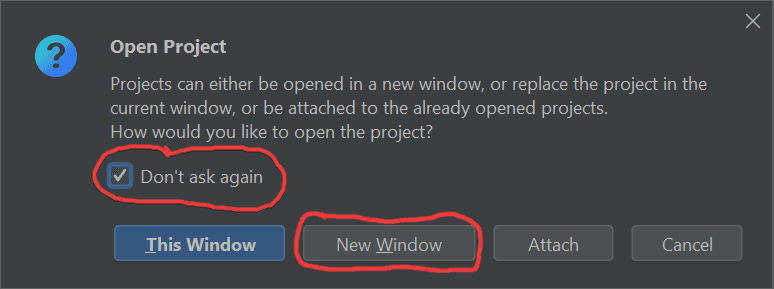 Open Project
Projects can either be opened in a new window, or replace the project in the
current window, or be attached to the already opened projects.
How would you like to open the project?
Don't ask again
This Window New Window Attach Cancel